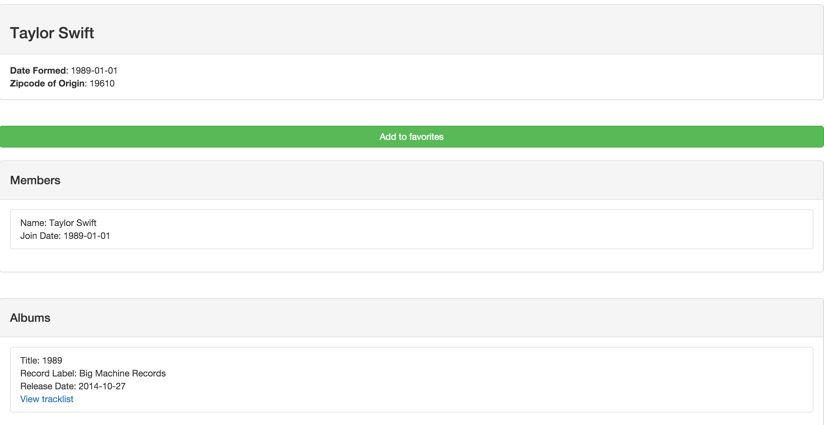 Taylor Swift
Date Formed: 1989-01-01
Zipcode of Origin: 19610
Add to favorites
Members
Name: Taylor Swift
Join Date: 1989-01-01
Albums
Title: 1989
Record Label: Big Machine Records
Release Date: 2014-10-27
View tracklist